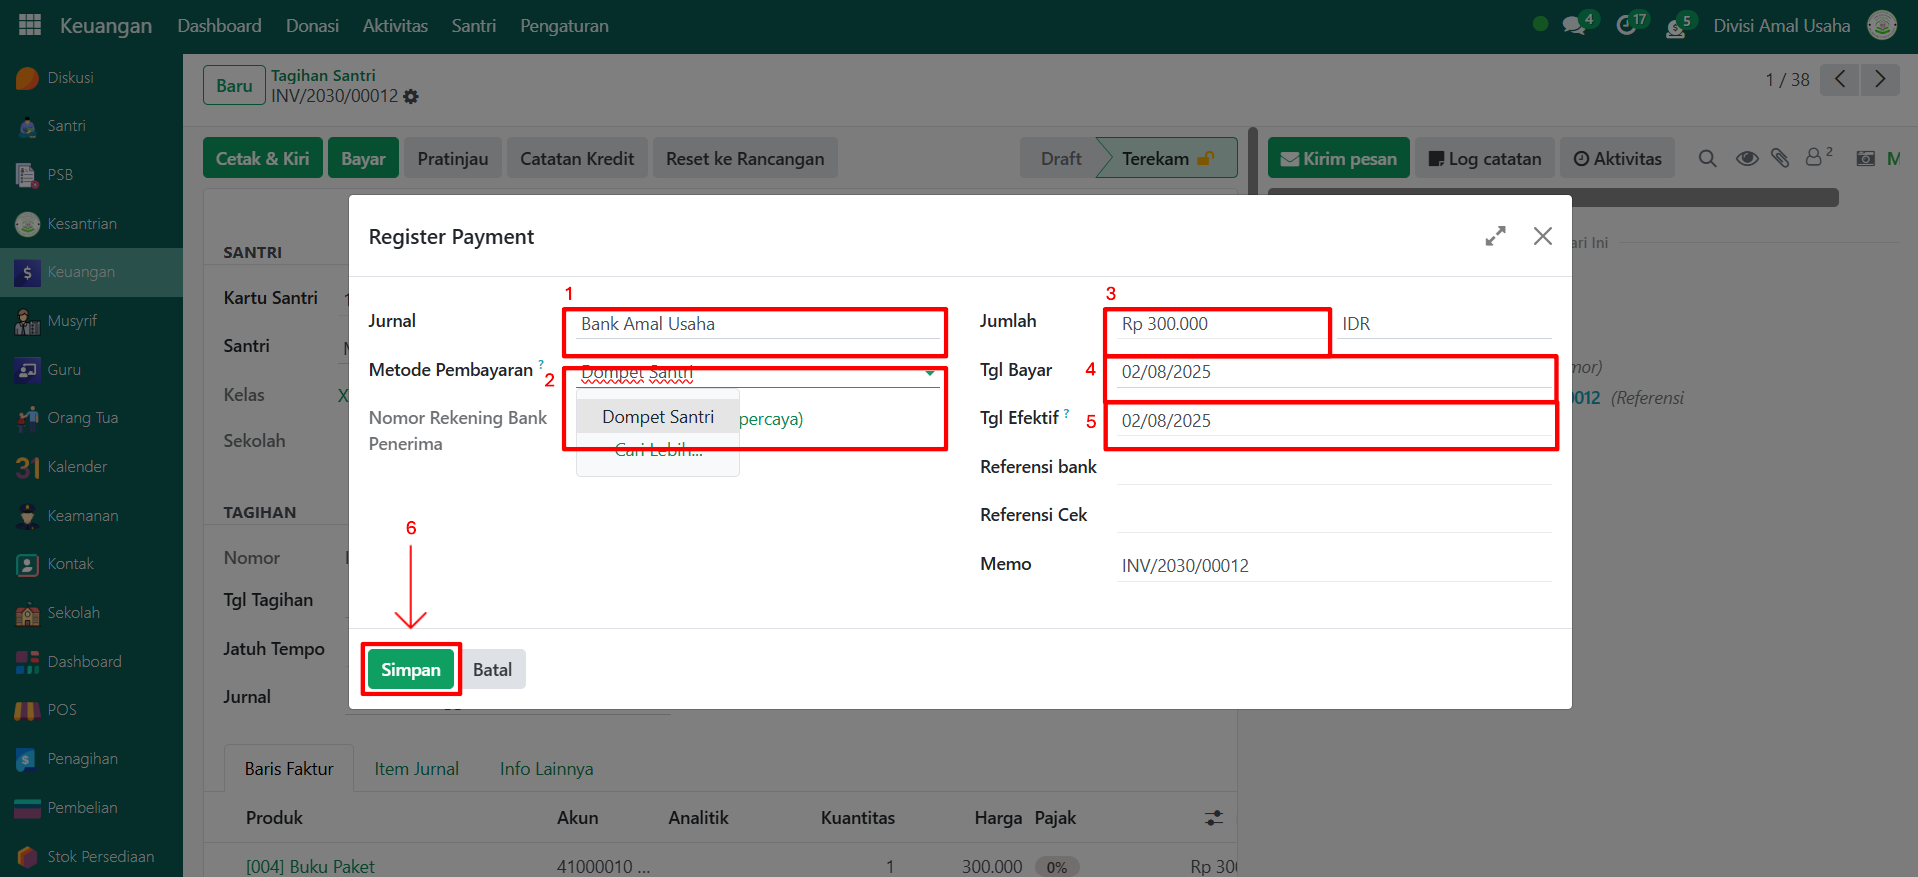 Keuangan Dashboard Donasi Aktivitas Santri Pengaturan 4 17 5 Divisi Amal Usaha
Diskusi
Santri
PSB
Kesantrian
Keuangan
Musyrif
Guru
Orang Tua
Kalender
Keamanan
Kontak
Sekolah
Dashboard
POS
Penagihan
Pembelian
Stok Persediaan
Baru
Tagihan Santri
INV/2030/00012
1 / 38
Cetak & Kiri Bayar Pratinjau Catatan Kredit Reset ke Rancangan Draft Terekam
Kirim pesan Log catatan Aktivitas 2
SANTRI
Kartu Santri
Santri
Kelas X
Sekolah
TAGIHAN
Nomor
Tgl Tagihan
Jatuh Tempo
Jurnal
ari Ini
mor)
0012 (Referensi
Register Payment
1
Jurnal Bank Amal Usaha
2
Metode Pembayaran ? Dompet Santri
Dompet Santri
Cari Lebih...
Nomor Rekening Bank Penerima
percaya)
3
Jumlah Rp 300.000 IDR
Tgl Bayar 4 02/08/2025
Tgl Efektif ? 5 02/08/2025
Referensi bank
Referensi Cek
Memo INV/2030/00012
6
Simpan Batal
Baris Faktur Item Jurnal Info Lainnya
Produk Akun Analitik Kuantitas Harga Pajak
[004] Buku Paket 41000010 ... 1 300.000 0% Rp 30